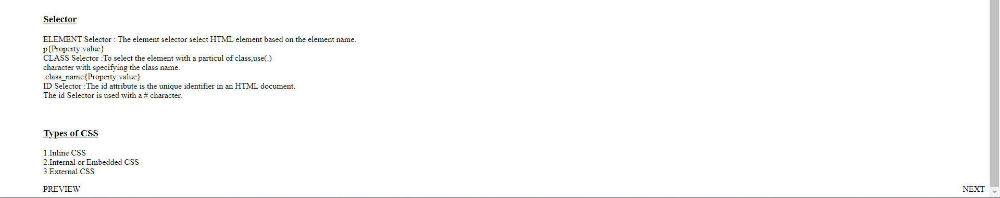 Selector
ELEMENT Selector : The element selector select HTML element based on the element name.
p{Property:value}
CLASS Selector :To select the element with a particul of class,use(.)
character with specifying the class name.
.class_name{Property:value}
ID Selector :The id attribute is the unique identifier in an HTML document.
The id Selector is used with a # character.
Types of CSS
1.Inline CSS
2.Internal or Embedded CSS
3.External CSS
PREVIEW NEXT